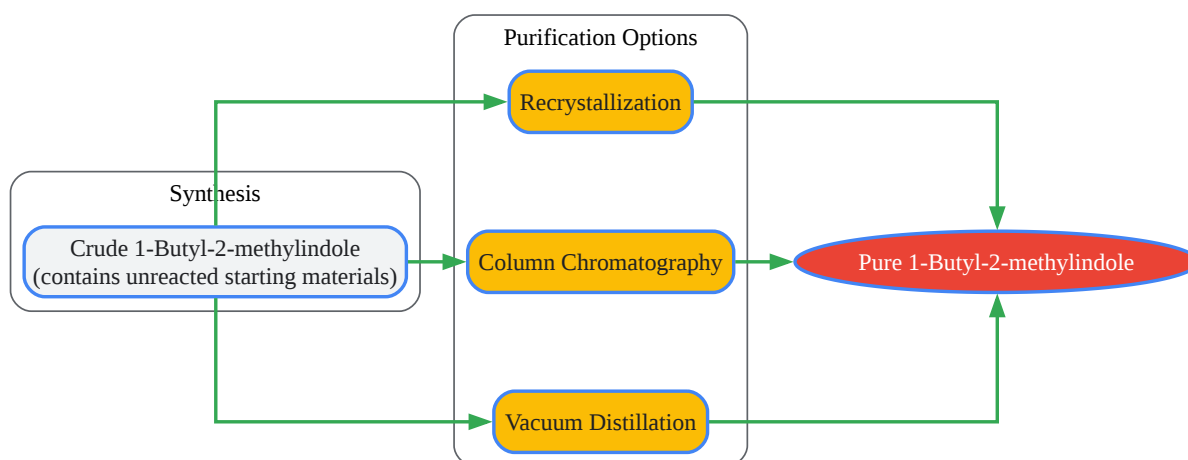 Purification Options
Recrystallization
Synthesis
Crude 1-Butyl-2-methylindole
(contains unreacted starting materials)
Column Chromatography
Pure 1-Butyl-2-methylindole
Vacuum Distillation